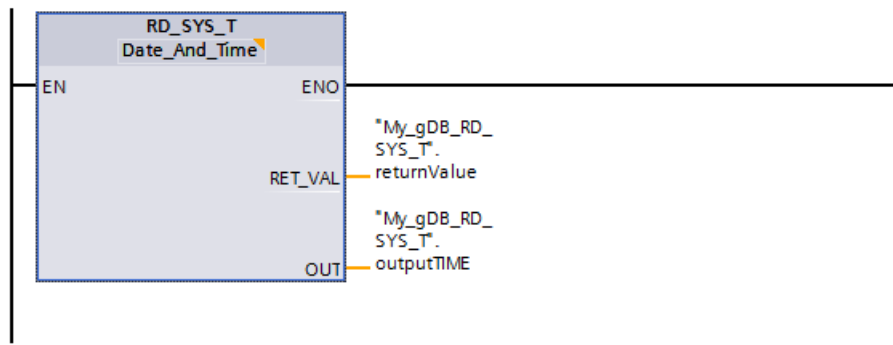 RD_SYS_T
Date_And_Time
EN
ENO
"My_gDB_RD_
SYS_T".
RET_VAL
returnValue
"My_gDB_RD_
SYS_T".
OUT
outputTIME